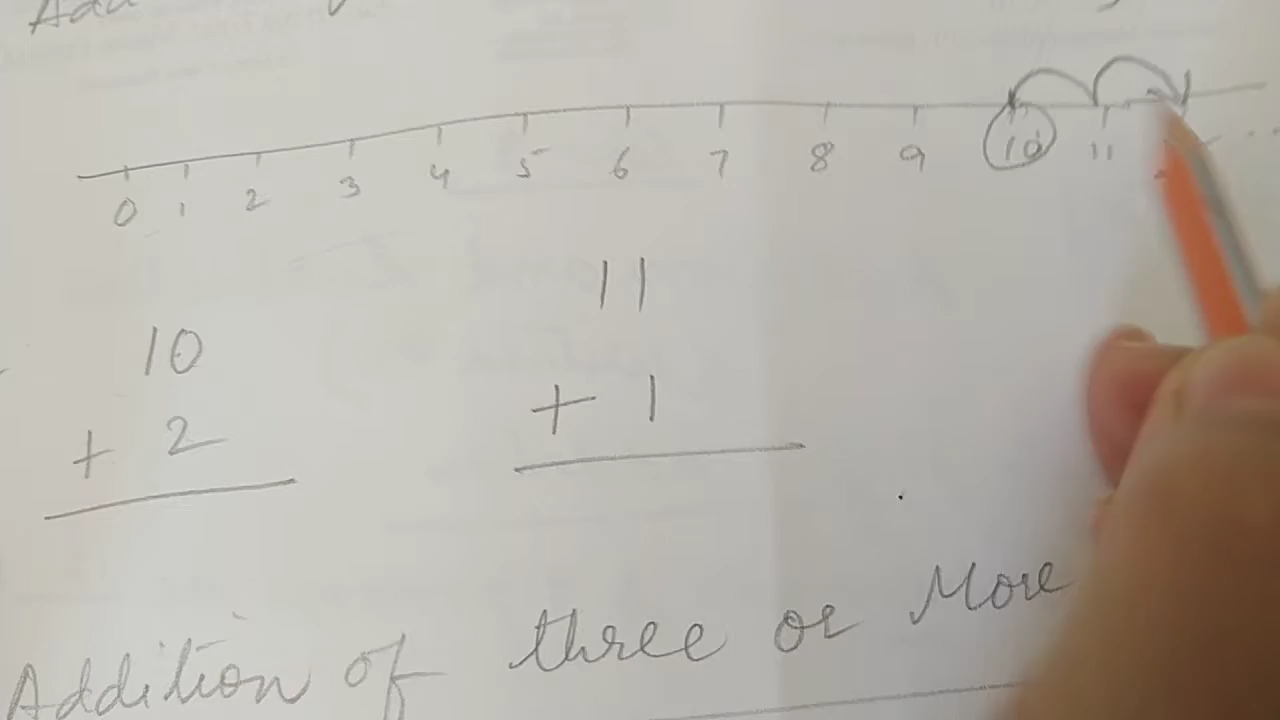 0 1 2 3 4 5 6 7 8 9 10 11
10
+ 2
11
+ 1
Addition of three or More